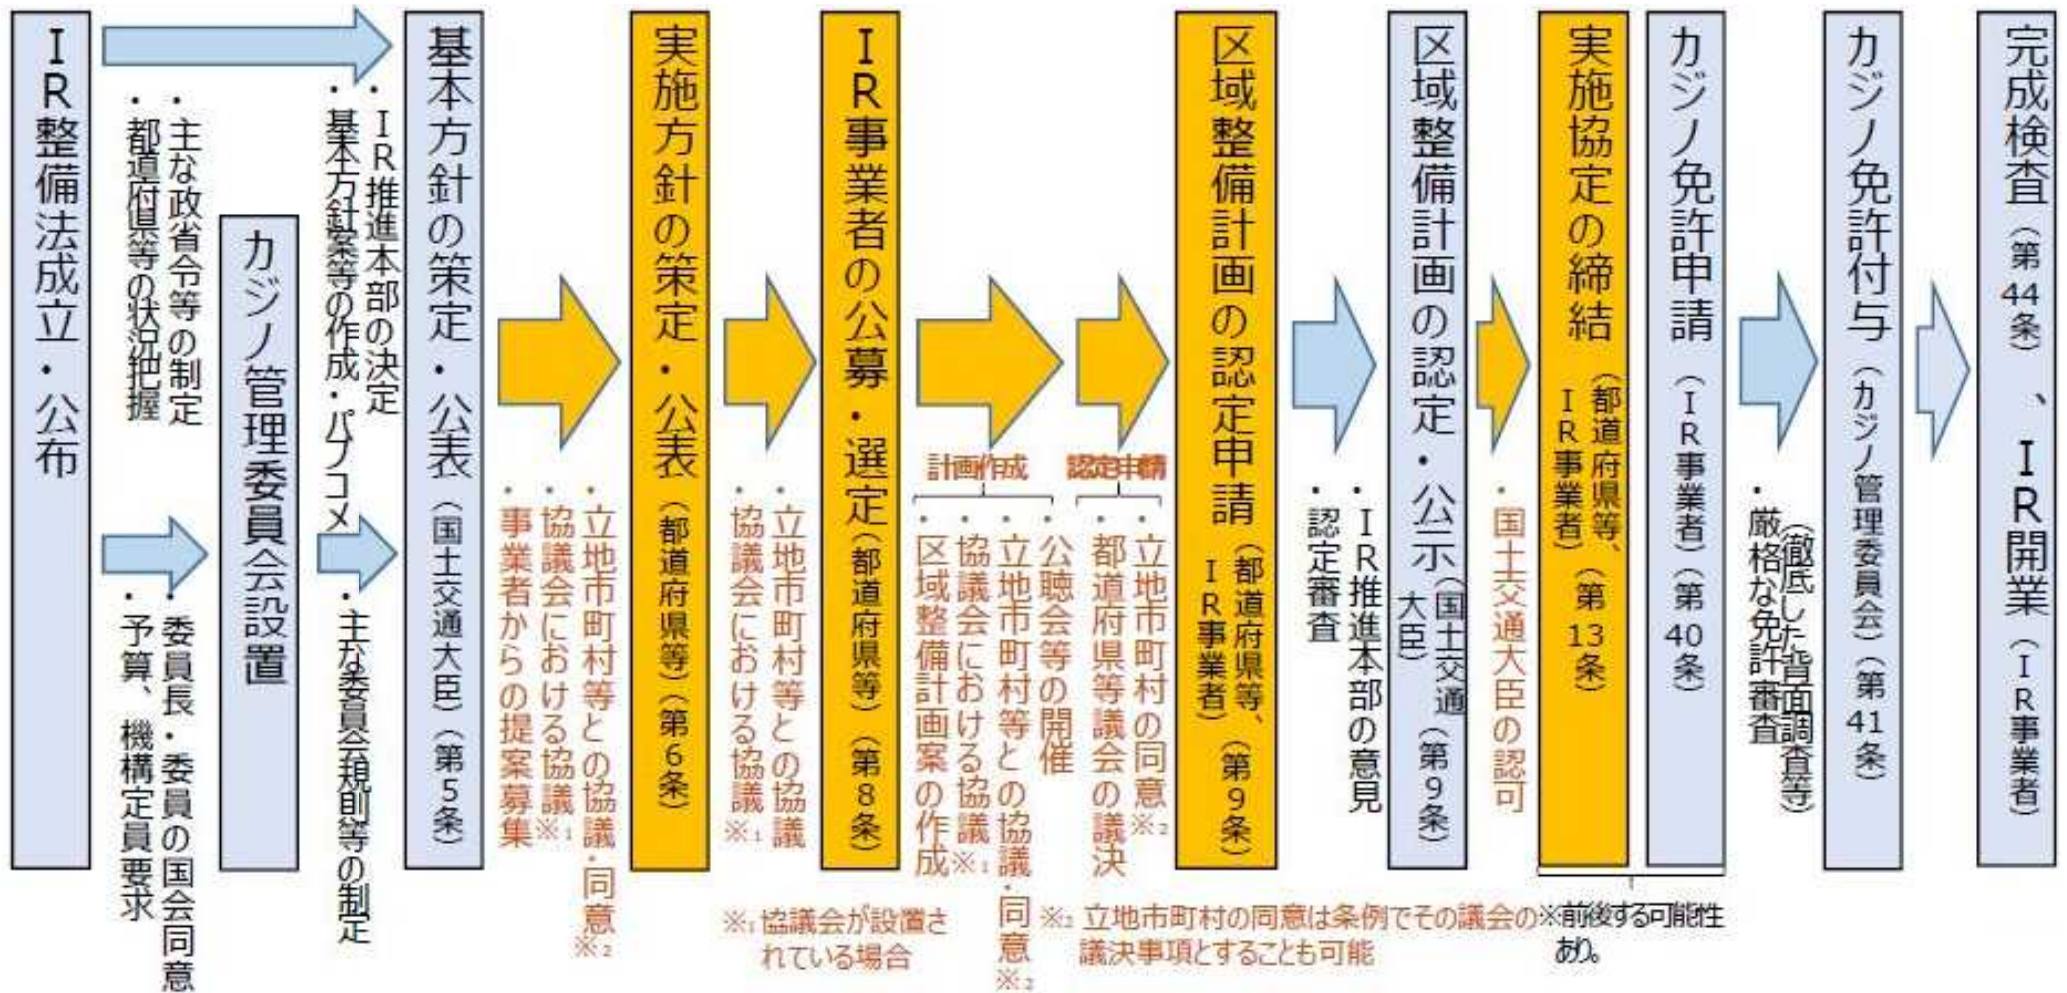 IR整備法成立・公布
・主な政省令等の制定
・都道府県等の状況把握
・委員長・委員の国会同意
・予算、機構定員要求
カジノ管理委員会設置
・IR推進本部の決定
・基本方針案等の作成・パブコメ
・主な委員会規則等の制定
基本方針の策定・公表(国土交通大臣)(第5条)
・立地市町村等との協議・同意※2
・協議会における協議※1
・事業者からの提案募集
実施方針の策定・公表(都道府県等)(第6条)
・立地市町村等との協議
・協議会における協議※1
IR事業者の公募・選定(都道府県等)(第8条)
計画作成
・公聴会等の開催
・立地市町村等との協議・同意※2
・協議会における協議※1
・区域整備計画案の作成
認定申請
・立地市町村の同意※2
・都道府県等議会の議決
区域整備計画の認定申請(都道府県等、
IR事業者)(第9条)
・IR推進本部の意見
・認定審査
区域整備計画の認定・公示(国土交通
大臣)(第9条)
・国土交通大臣の認可
実施協定の締結(都道府県等、
IR事業者)(第13条)
カジノ免許申請(IR事業者)(第40条)
・厳格な免許審査
(徹底した背面調査等)
カジノ免許付与(カジノ管理委員会)(第41条)
完成検査(第44条)、IR開業(IR事業者)
※1 協議会が設置さ
れている場合
※2 立地市町村の同意は条例でその議会の
議決事項とすることも可能
※前後する可能性
あり。